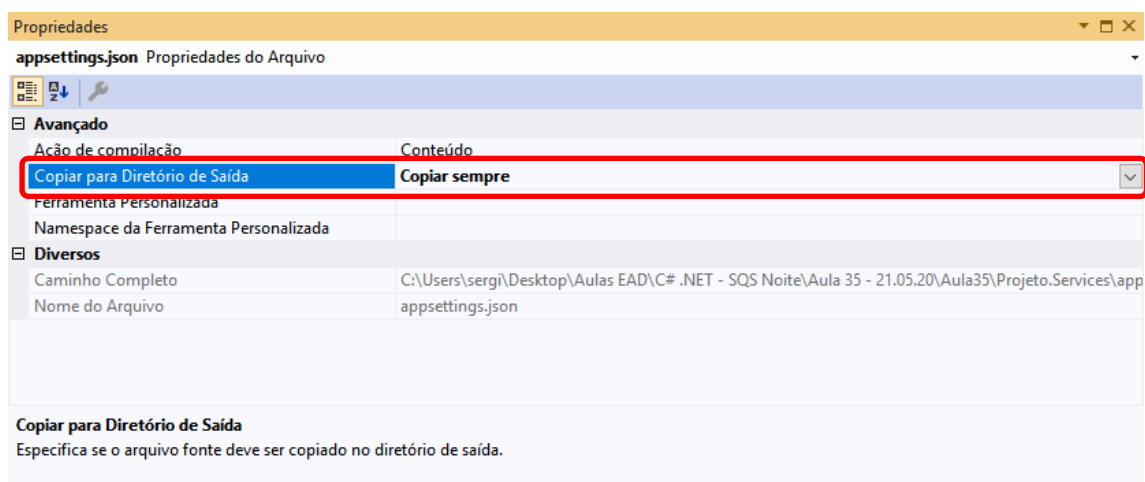 Propriedades
appsettings.json Propriedades do Arquivo
Avançado
Ação de compilação Conteúdo
Copiar para Diretório de Saída Copiar sempre
Ferramenta Personalizada
Namespace da Ferramenta Personalizada
Diversos
Caminho Completo C:\Users\sergi\Desktop\Aulas EAD\C# .NET - SQS Noite\Aula 35 - 21.05.20\Aula35\Projeto.Services\app
Nome do Arquivo appsettings.json
Copiar para Diretório de Saída
Especifica se o arquivo fonte deve ser copiado no diretório de saída.